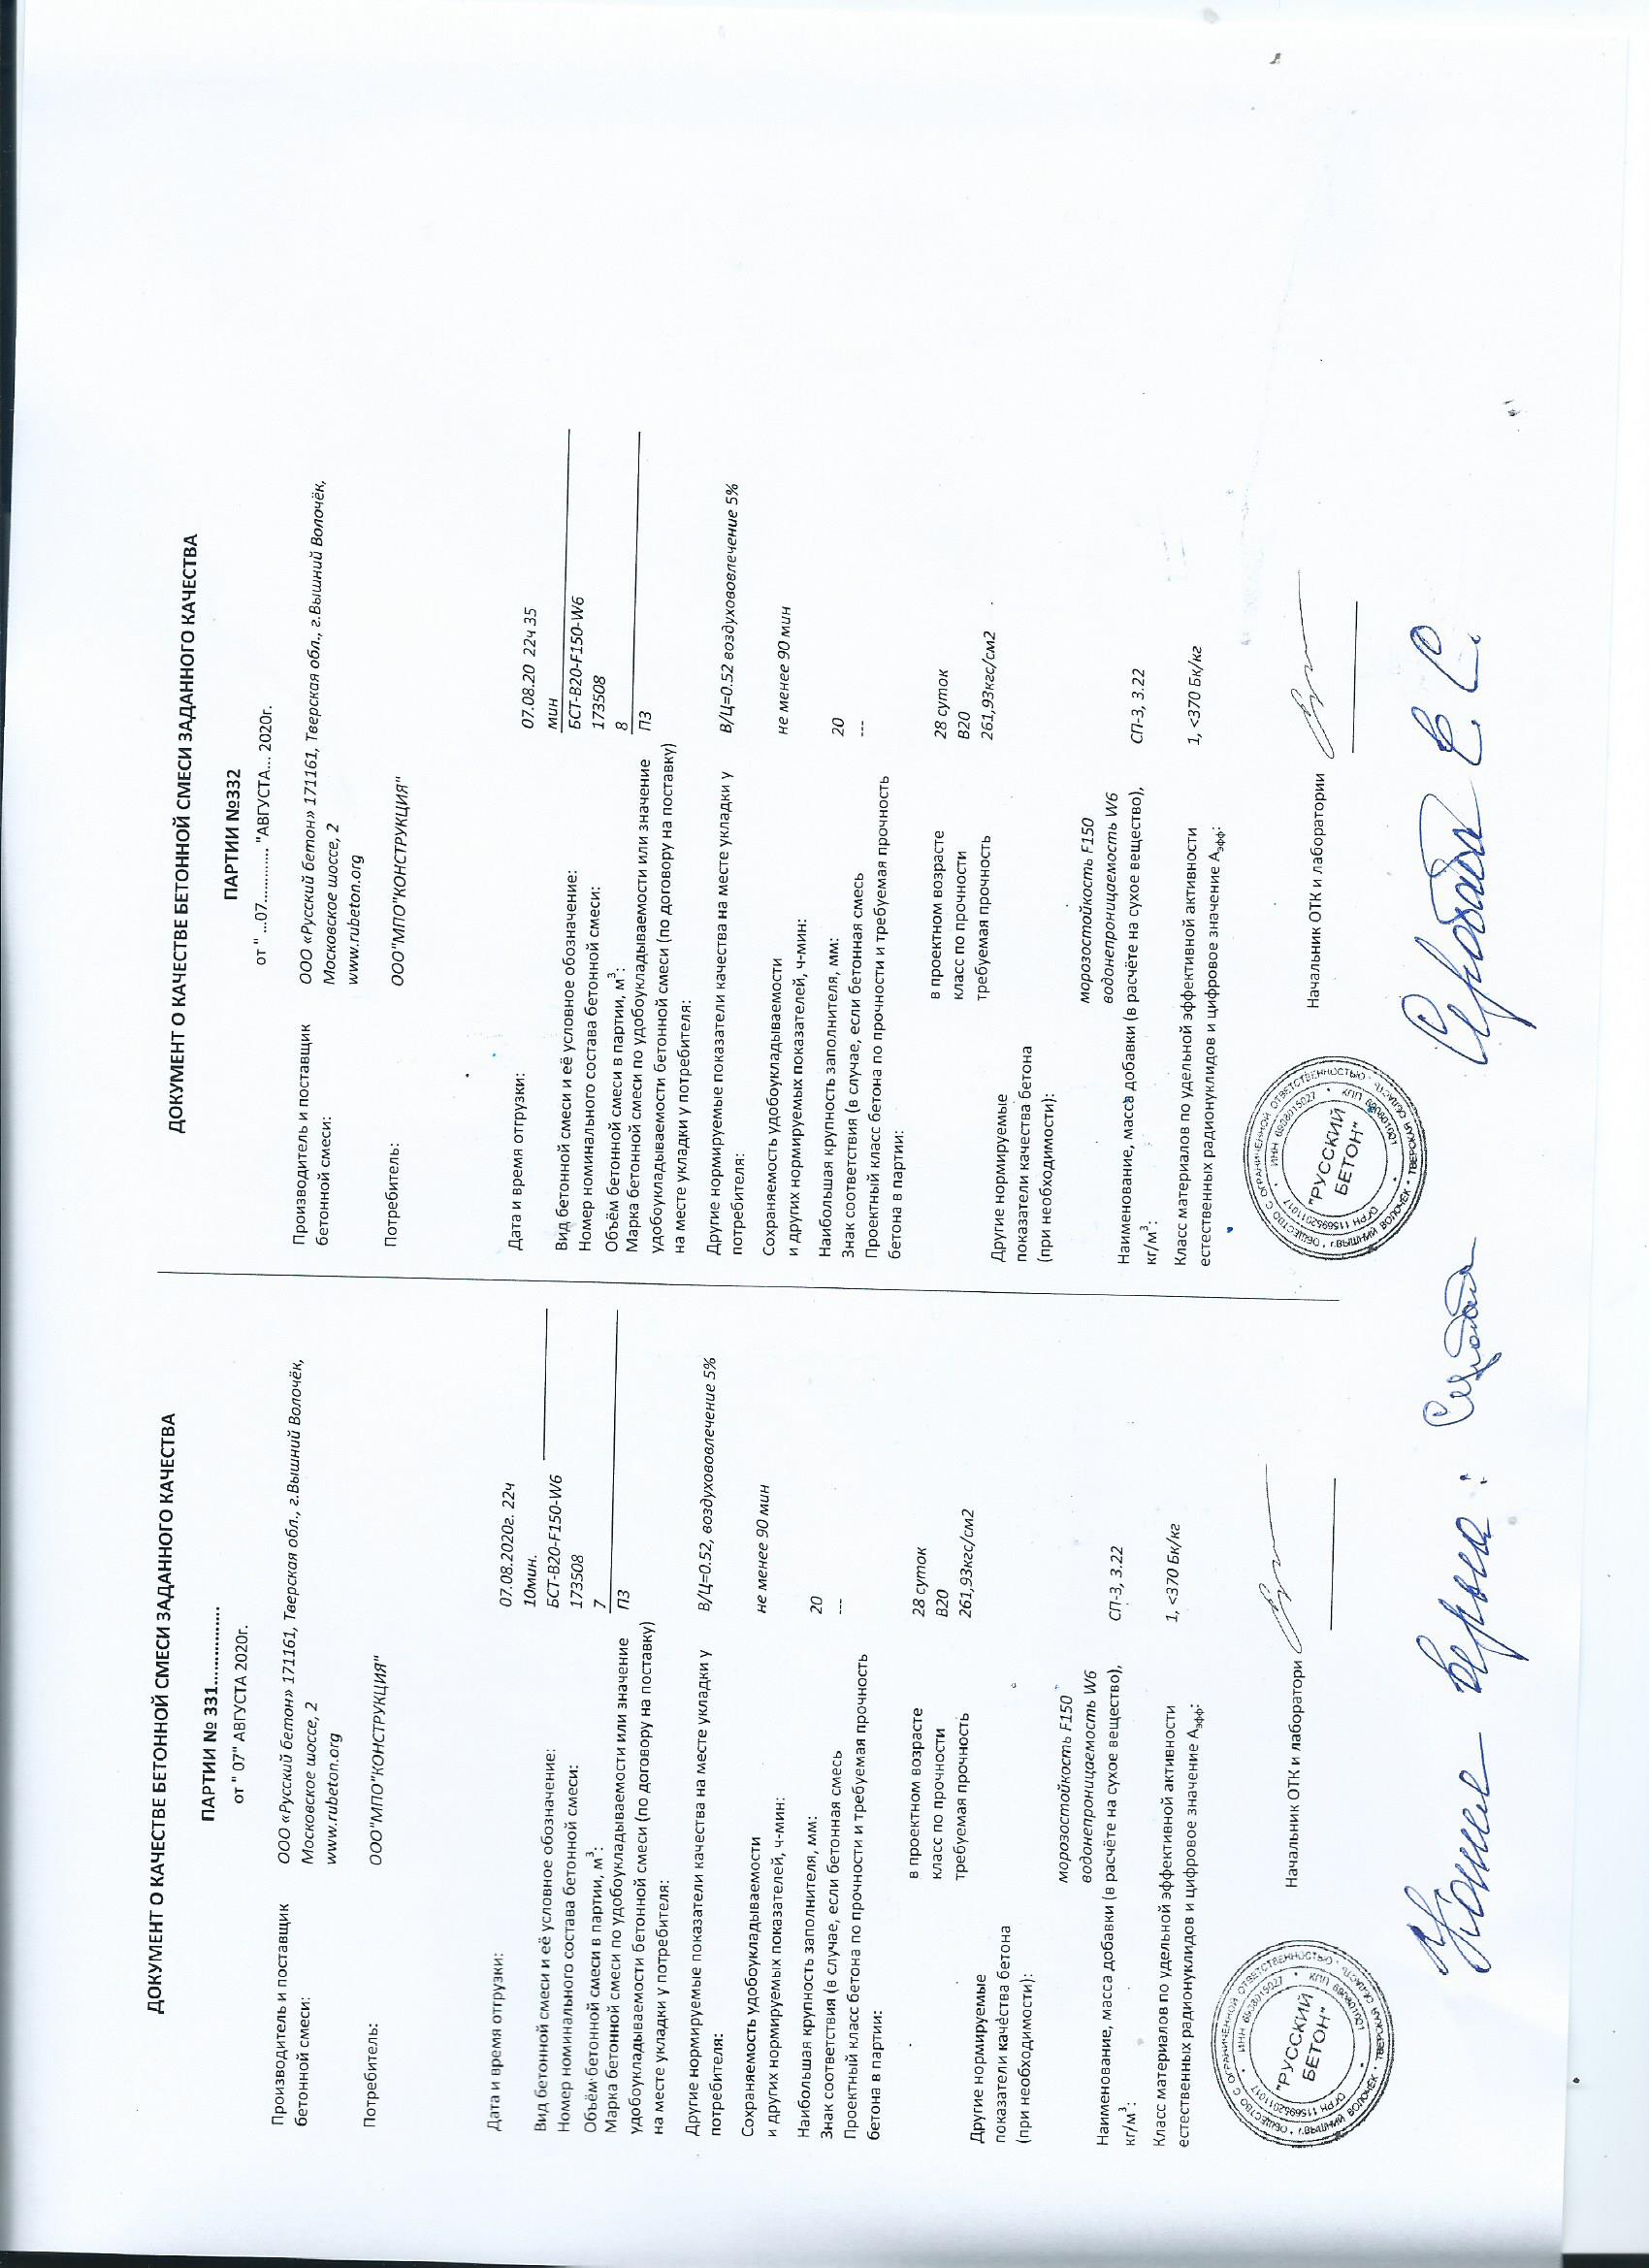 ДОКУМЕНТ О КАЧЕСТВЕ БЕТОННОЙ СМЕСИ ЗАДАННОГО КАЧЕСТВА
ПАРТИИ № 331................
от " 07" АВГУСТА 2020г.
Производитель и поставщик
бетонной смеси:
ООО «Русский бетон» 171161, Тверская обл., г.Вышний Волочёк,
Московское шоссе, 2
www.rubeton.org
Потребитель:
ООО"МПО"КОНСТРУКЦИЯ"
Дата и время отгрузки:
07.08.2020г. 22ч
10мин.
Вид бетонной смеси и её условное обозначение:
БСТ-В20-F150-W6
Номер номинального состава бетонной смеси:
173508
Объём бетонной смеси в партии, м³:
7
Марка бетонной смеси по удобоукладываемости или значение
П3
удобоукладываемости бетонной смеси (по договору на поставку)
на месте укладки у потребителя:
Другие нормируемые показатели качества на месте укладки у
потребителя:
В/Ц=0.52, воздухововлечение 5%
Сохраняемость удобоукладываемости
и других нормируемых показателей, ч-мин:
не менее 90 мин
Наибольшая крупность заполнителя, мм:
20
Знак соответствия (в случае, если бетонная смесь
---
Проектный класс бетона по прочности и требуемая прочность
бетона в партии:
в проектном возрасте
28 суток
класс по прочности
В20
требуемая прочность
261,93кгс/см2
Другие нормируемые
показатели качества бетона
(при необходимости):
морозостойкость F150
водонепроницаемость W6
Наименование, масса добавки (в расчёте на сухое вещество),
кг/м³:
СП-3, 3.22
Класс материалов по удельной эффективной активности
естественных радионуклидов и цифровое значение Аэфф:
1, <370 Бк/кг
ОБЩЕСТВО С ОГРАНИЧЕННОЙ ОТВЕТСТВЕННОСТЬЮ
ТВЕРСКАЯ ОБЛАСТЬ
ВЫШНИЙ ВОЛОЧЁК
ОГРН 1156952011017
ИНН 6908015027
КПП 690801001
"РУССКИЙ
БЕТОН"
Начальник ОТК и лаборатори
ДОКУМЕНТ О КАЧЕСТВЕ БЕТОННОЙ СМЕСИ ЗАДАННОГО КАЧЕСТВА
ПАРТИИ №332
от " ...07............. "АВГУСТА... 2020г.
Производитель и поставщик
бетонной смеси:
ООО «Русский бетон» 171161, Тверская обл., г.Вышний Волочёк,
Московское шоссе, 2
www.rubeton.org
Потребитель:
ООО"МПО"КОНСТРУКЦИЯ"
Дата и время отгрузки:
07.08.20 22ч 35
мин
Вид бетонной смеси и её условное обозначение:
БСТ-В20-F150-W6
Номер номинального состава бетонной смеси:
173508
Объём бетонной смеси в партии, м³:
8
Марка бетонной смеси по удобоукладываемости или значение
П3
удобоукладываемости бетонной смеси (по договору на поставку)
на месте укладки у потребителя:
Другие нормируемые показатели качества на месте укладки у
потребителя:
В/Ц=0.52 воздухововлечение 5%
Сохраняемость удобоукладываемости
и других нормируемых показателей, ч-мин:
не менее 90 мин
Наибольшая крупность заполнителя, мм:
20
Знак соответствия (в случае, если бетонная смесь
---
Проектный класс бетона по прочности и требуемая прочность
бетона в партии:
в проектном возрасте
28 суток
класс по прочности
В20
требуемая прочность
261,93кгс/см2
Другие нормируемые
показатели качества бетона
(при необходимости):
морозостойкость F150
водонепроницаемость W6
Наименование, масса добавки (в расчёте на сухое вещество),
кг/м³:
СП-3, 3.22
Класс материалов по удельной эффективной активности
естественных радионуклидов и цифровое значение Аэфф:
1, <370 Бк/кг
ОБЩЕСТВО С ОГРАНИЧЕННОЙ ОТВЕТСТВЕННОСТЬЮ
ТВЕРСКАЯ ОБЛАСТЬ
ВЫШНИЙ ВОЛОЧЁК
ОГРН 1156952011017
ИНН 6908015027
КПП 690801001
"РУССКИЙ
БЕТОН"
Начальник ОТК и лаборатории
Копия верна: Серобаба Е. С.